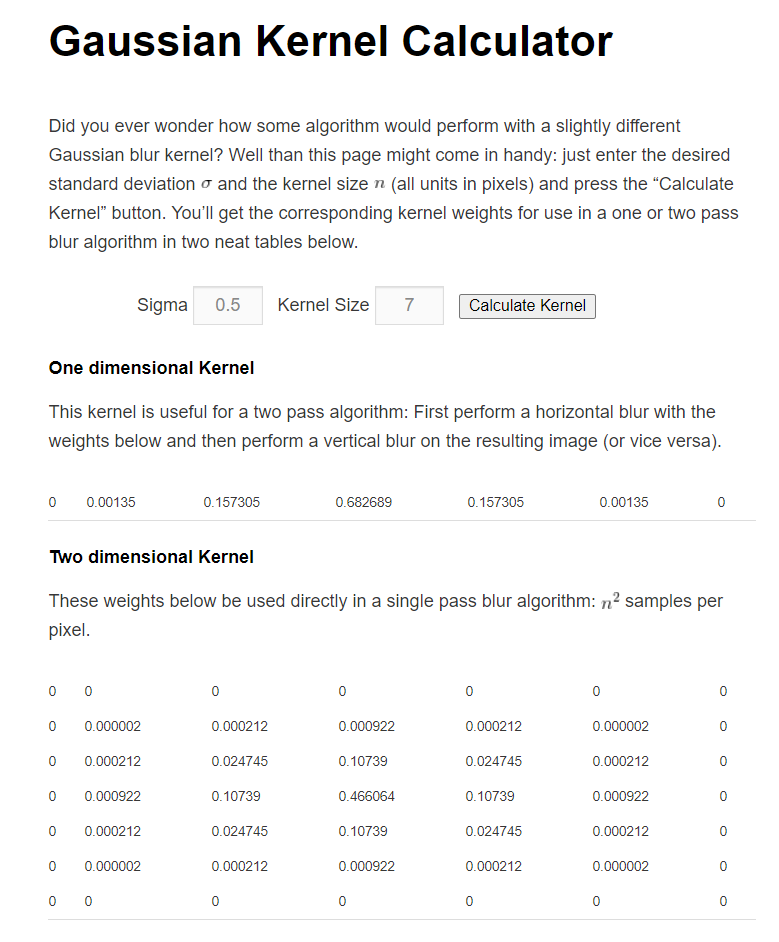 Gaussian Kernel Calculator
Did you ever wonder how some algorithm would perform with a slightly different
Gaussian blur kernel? Well than this page might come in handy: just enter the desired
standard deviation σ and the kernel size n (all units in pixels) and press the “Calculate
Kernel” button. You’ll get the corresponding kernel weights for use in a one or two pass
blur algorithm in two neat tables below.
Sigma 0.5 Kernel Size 7 Calculate Kernel
One dimensional Kernel
This kernel is useful for a two pass algorithm: First perform a horizontal blur with the
weights below and then perform a vertical blur on the resulting image (or vice versa).
0 0.00135 0.157305 0.682689 0.157305 0.00135 0
Two dimensional Kernel
These weights below be used directly in a single pass blur algorithm: n² samples per
pixel.
0 0 0 0 0 0 0
0 0.000002 0.000212 0.000922 0.000212 0.000002 0
0 0.000212 0.024745 0.10739 0.024745 0.000212 0
0 0.000922 0.10739 0.466064 0.10739 0.000922 0
0 0.000212 0.024745 0.10739 0.024745 0.000212 0
0 0.000002 0.000212 0.000922 0.000212 0.000002 0
0 0 0 0 0 0 0